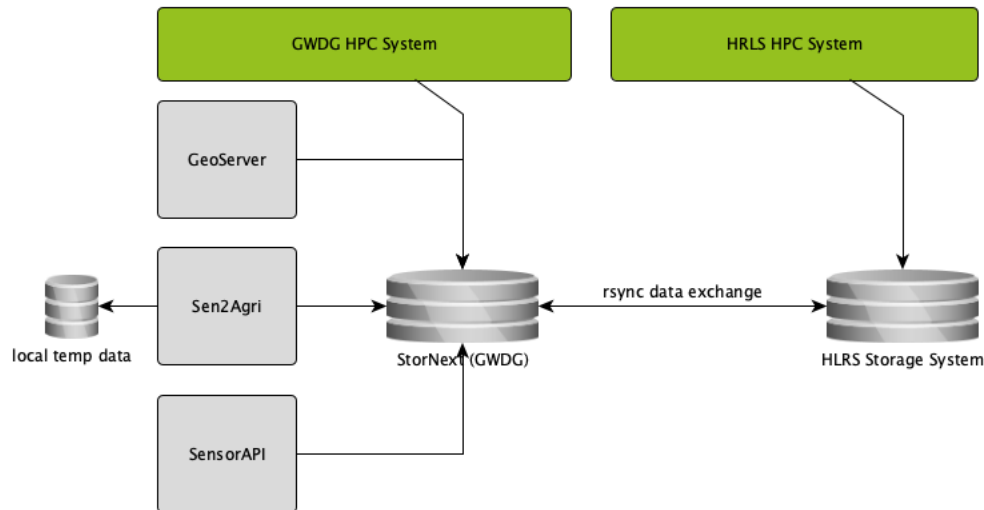 GWDG HPC System
HRLS HPC System
GeoServer
Sen2Agri
rsync data exchange
local temp data
StorNext (GWDG)
HLRS Storage System
SensorAPI